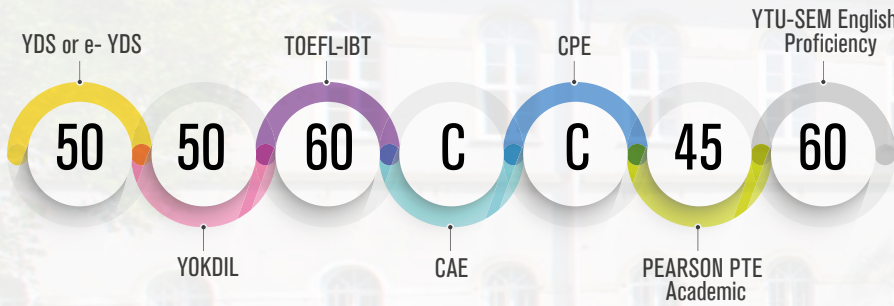 YDS or e- YDS
TOEFL-IBT
CPE
YTU-SEM English
Proficiency
50
50
60
C
C
45
60
YOKDIL
CAE
PEARSON PTE
Academic